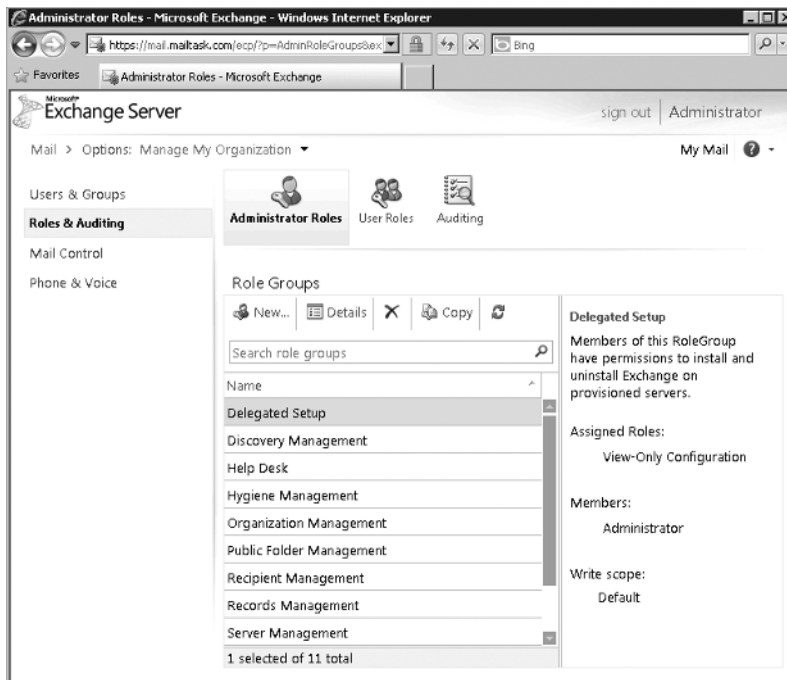 Administrator Roles - Microsoft Exchange - Windows Internet Explorer
https://mail.mailtask.com/ecp/?p=AdminRoleGroups&ex
Bing
Favorites
Administrator Roles - Microsoft Exchange
Microsoft®
Exchange Server
sign out
Administrator
Mail > Options: Manage My Organization
My Mail
?
Users & Groups
Roles & Auditing
Mail Control
Phone & Voice
Administrator Roles
User Roles
Auditing
Role Groups
New...
Details
Copy
Search role groups
Name
Delegated Setup
Discovery Management
Help Desk
Hygiene Management
Organization Management
Public Folder Management
Recipient Management
Records Management
Server Management
1 selected of 11 total
Delegated Setup
Members of this RoleGroup
have permissions to install and
uninstall Exchange on
provisioned servers.
Assigned Roles:
View-Only Configuration
Members:
Administrator
Write scope:
Default